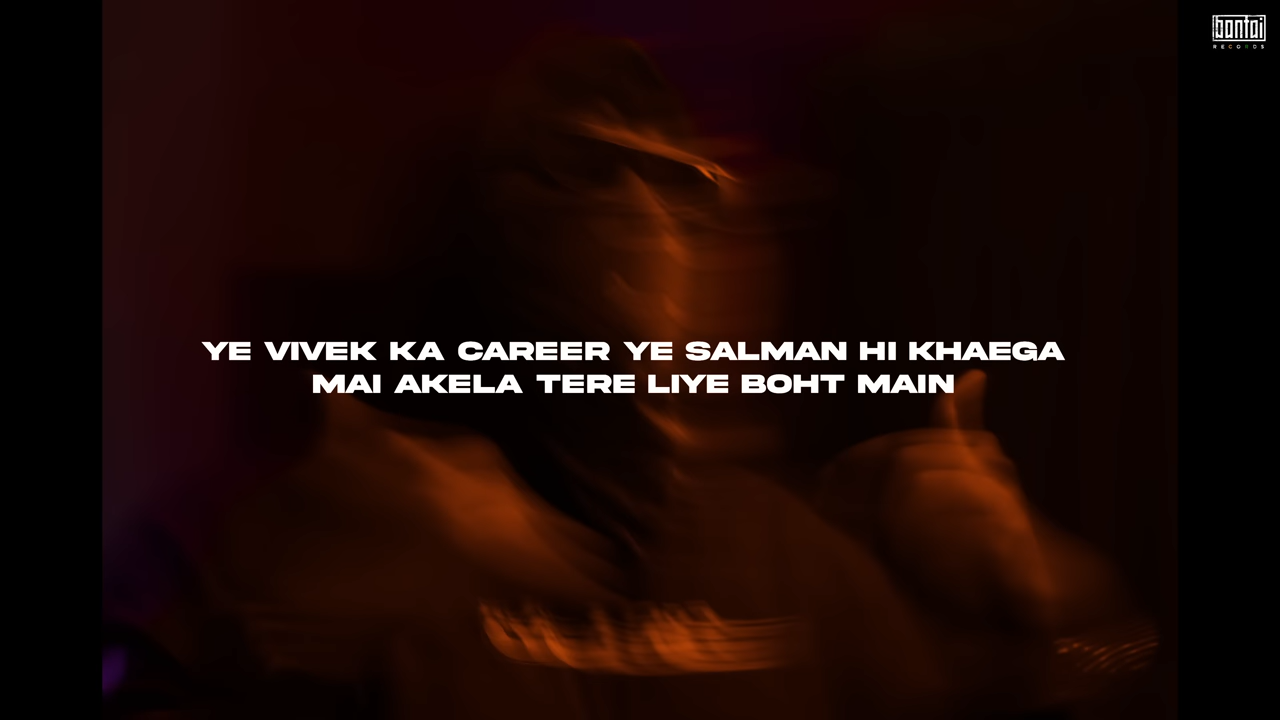 bantai
RECORDS
YE VIVEK KA CAREER YE SALMAN HI KHAEGA
MAI AKELA TERE LIYE BOHT MAIN